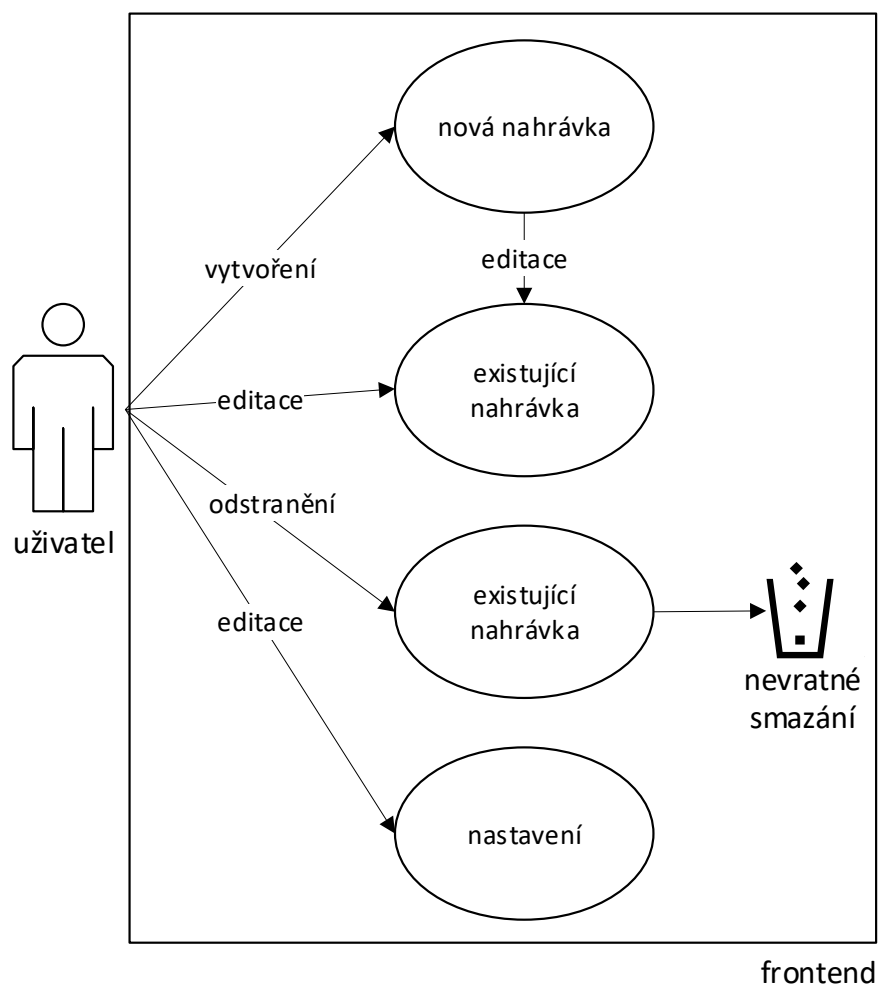 nová nahrávka
vytvoření
editace
existující
nahrávka
editace
odstranění
uživatel
existující
nahrávka
editace
nevratné
smazání
nastavení
frontend